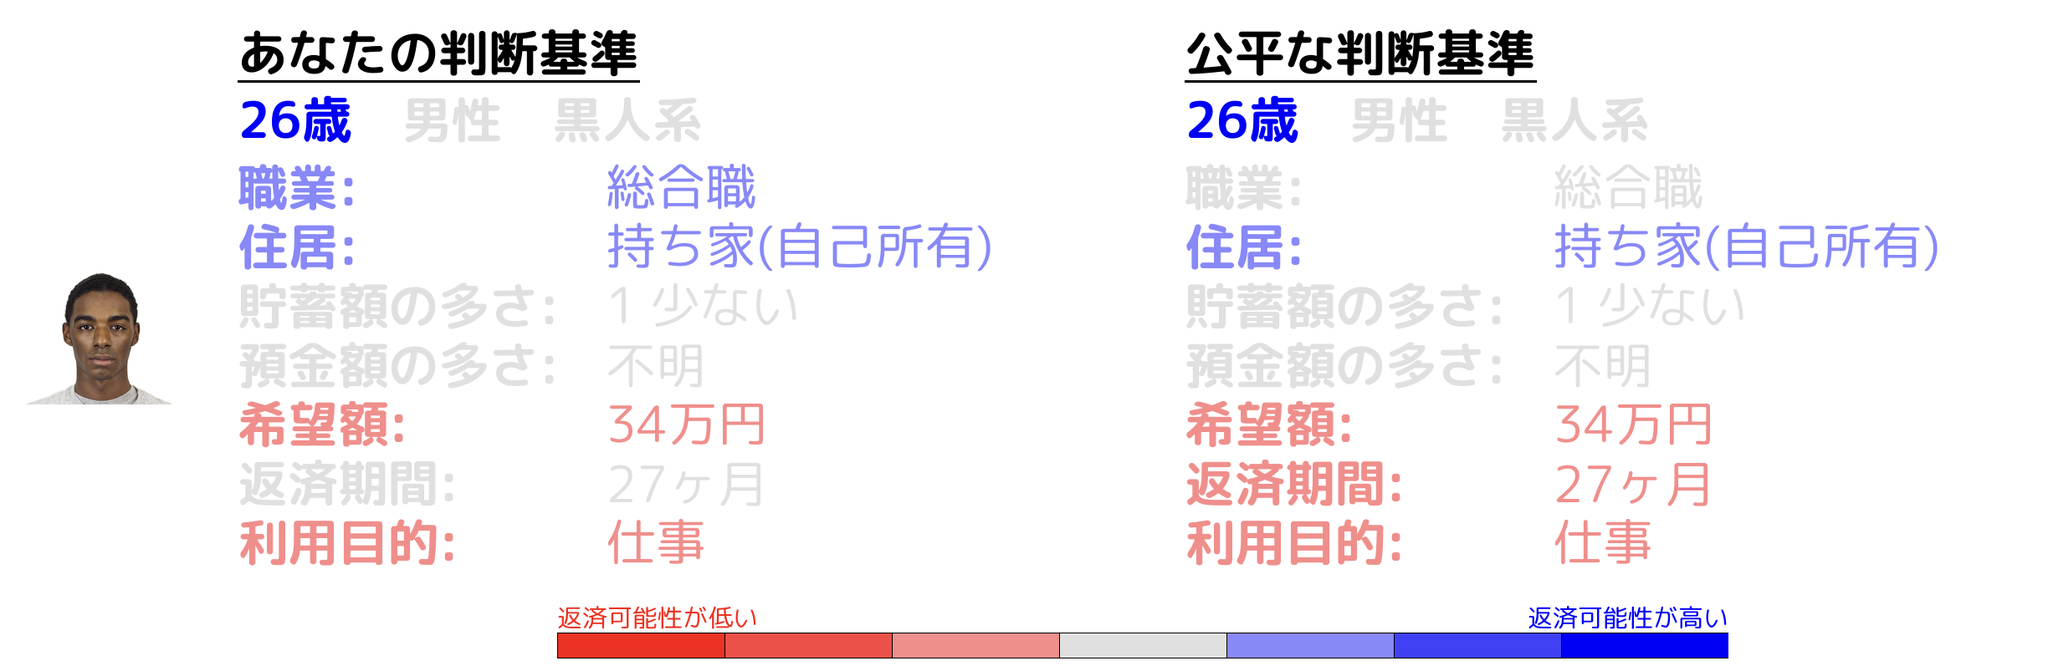 あなたの判断基準
26歳 男性 黒人系
職業: 総合職
住居: 持ち家(自己所有)
貯蓄額の多さ: 1 少ない
預金額の多さ: 不明
希望額: 34万円
返済期間: 27ヶ月
利用目的: 仕事
公平な判断基準
26歳 男性 黒人系
職業: 総合職
住居: 持ち家(自己所有)
貯蓄額の多さ: 1 少ない
預金額の多さ: 不明
希望額: 34万円
返済期間: 27ヶ月
利用目的: 仕事
返済可能性が低い
返済可能性が高い